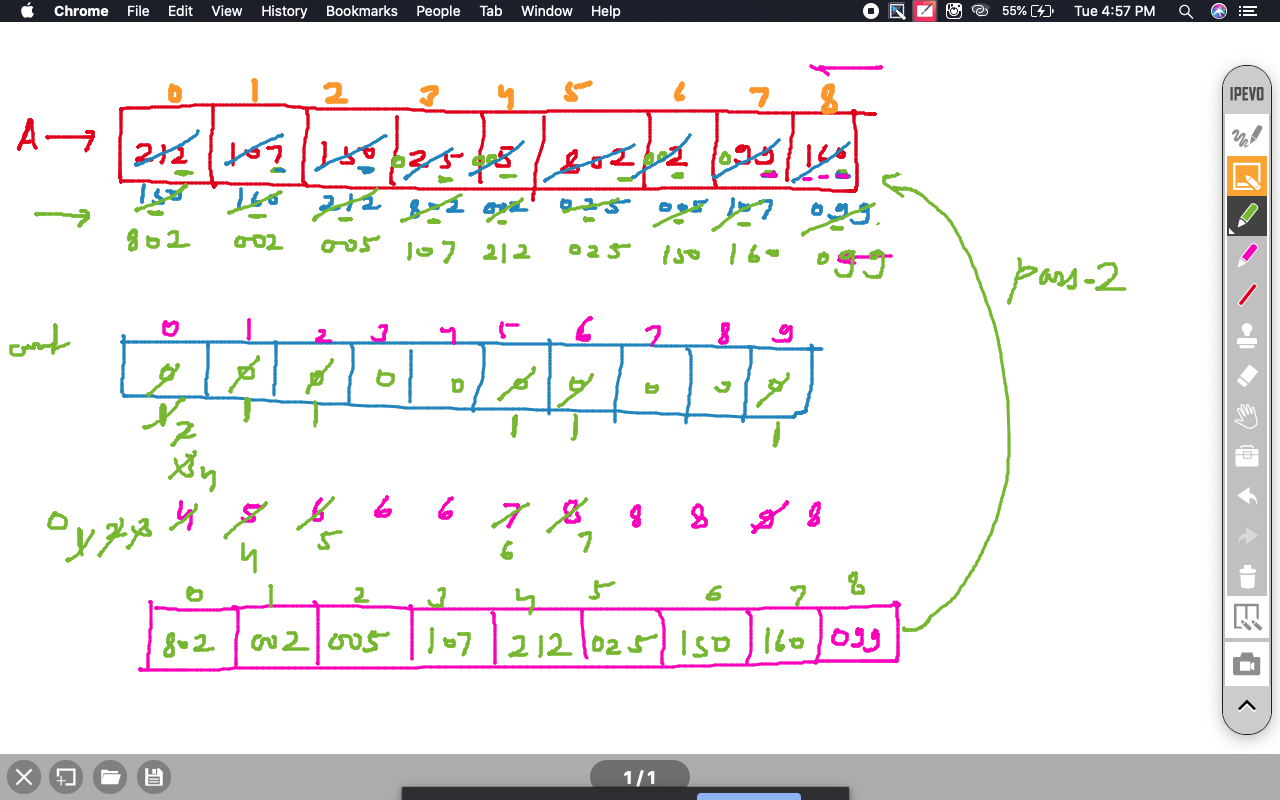 Chrome File Edit View History Bookmarks People Tab Window Help 55% Tue 4:57 PM
IPEVO
0 1 2 3 4 5 6 7 8
A → 212 107 150 025 005 802 002 099 160
150 160 212 802 002 025 005 107 099
802 002 005 107 212 025 150 160 099
pass-2
0 1 2 3 4 5 6 7 8 9
count 0 0 0 0 0 0 0 0 0 0
1 2 1 1 1 1 1
3 4
0 1 2 3 4 5 6 6 6 7 8 8 8 9 8
4 5 6 7
0 1 2 3 4 5 6 7 8
802 002 005 107 212 025 150 160 099
1/1